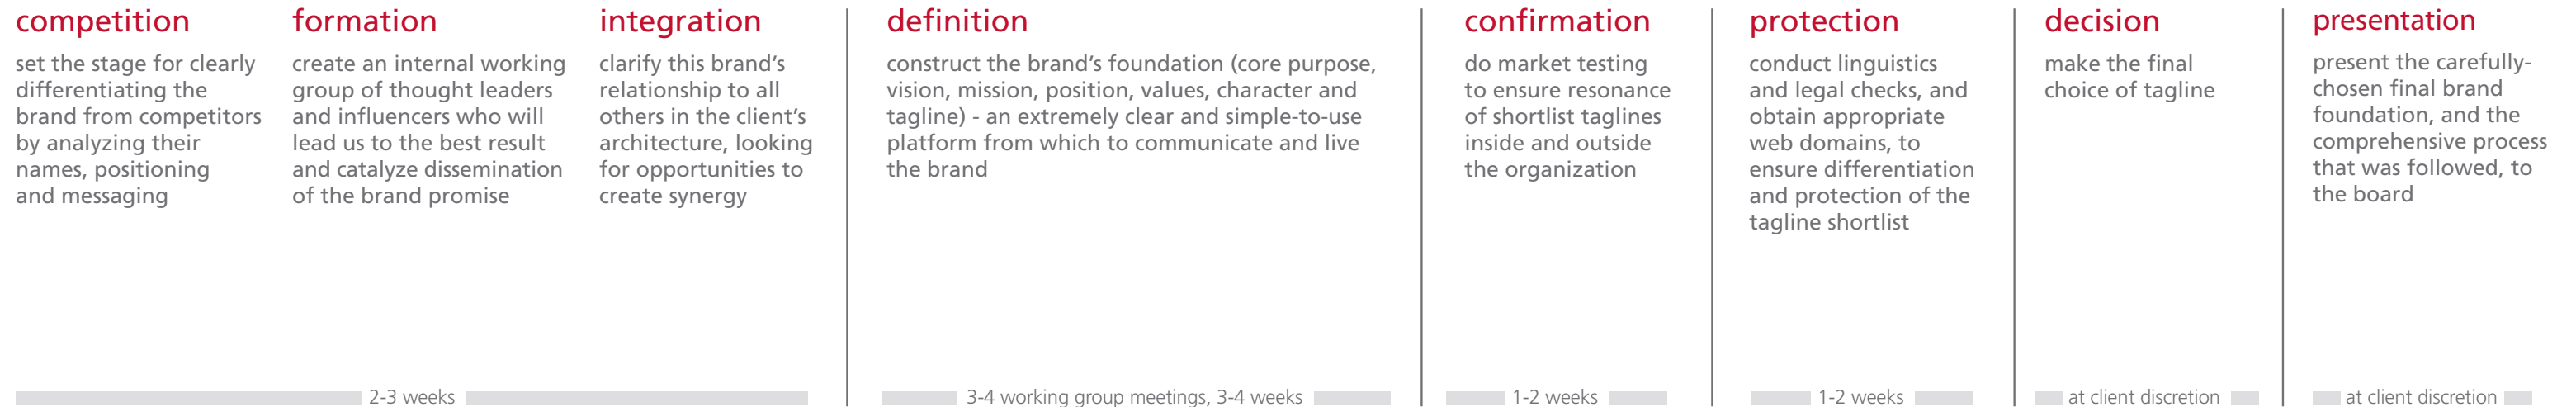 competition
set the stage for clearly
differentiating the
brand from competitors
by analyzing their
names, positioning
and messaging
formation
create an internal working
group of thought leaders
and influencers who will
lead us to the best result
and catalyze dissemination
of the brand promise
integration
clarify this brand's
relationship to all
others in the client's
architecture, looking
for opportunities to
create synergy
2-3 weeks
definition
construct the brand's foundation (core purpose,
vision, mission, position, values, character and
tagline) - an extremely clear and simple-to-use
platform from which to communicate and live
the brand
3-4 working group meetings, 3-4 weeks
confirmation
do market testing
to ensure resonance
of shortlist taglines
inside and outside
the organization
1-2 weeks
protection
conduct linguistics
and legal checks, and
obtain appropriate
web domains, to
ensure differentiation
and protection of the
tagline shortlist
1-2 weeks
decision
make the final
choice of tagline
at client discretion
presentation
present the carefully-
chosen final brand
foundation, and the
comprehensive process
that was followed, to
the board
at client discretion